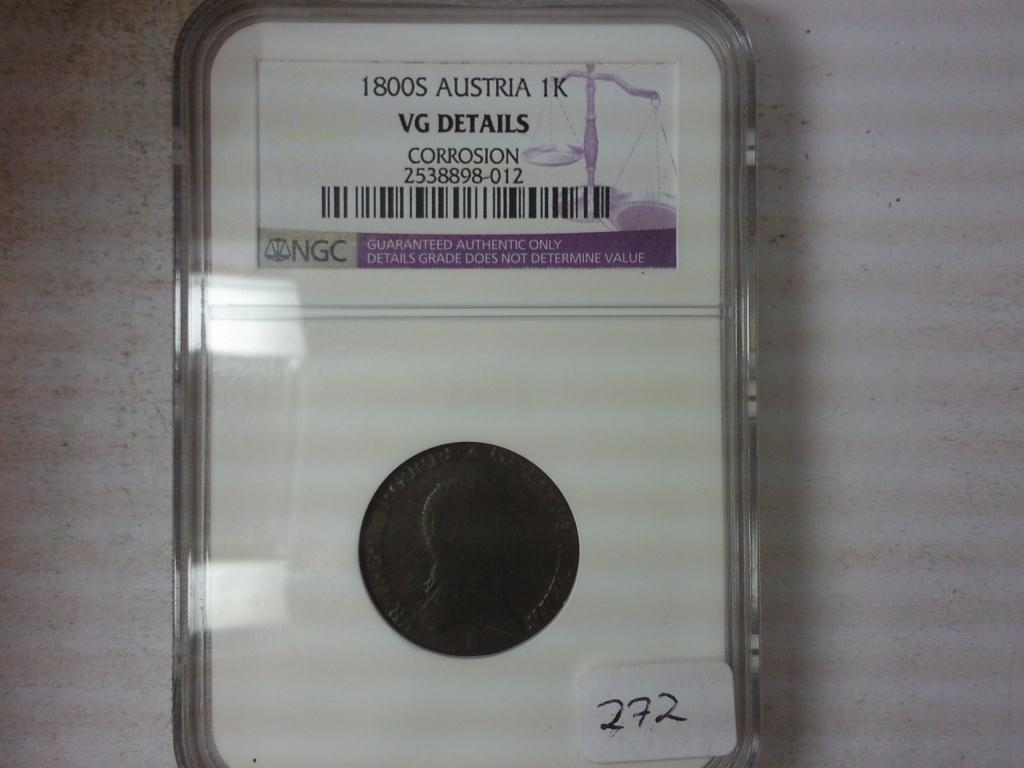 1800S AUSTRIA 1K
VG DETAILS
CORROSION
2538898-012
NGC
GUARANTEED AUTHENTIC ONLY
DETAILS GRADE DOES NOT DETERMINE VALUE
272